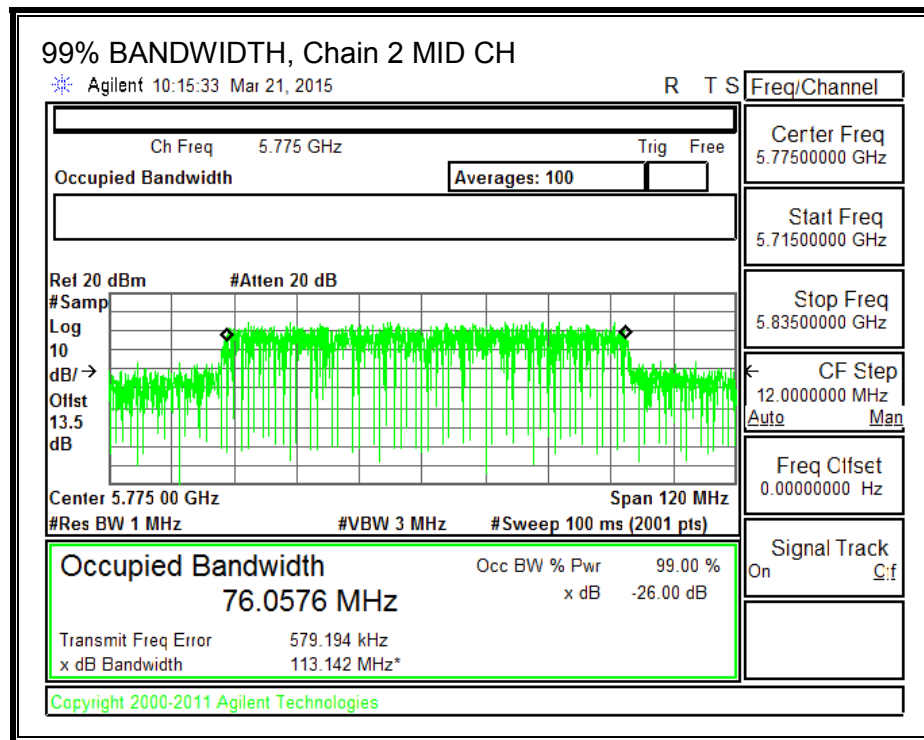 99% BANDWIDTH, Chain 2 MID CH
Agilent 10:15:33 Mar 21, 2015 R T S
Freq/Channel
Ch Freq 5.775 GHz Trig Free
Occupied Bandwidth Averages: 100
Ref 20 dBm #Atten 20 dB
#Samp
Log
10
dB/
Offst
13.5
dB
Center 5.775 00 GHz Span 120 MHz
#Res BW 1 MHz #VBW 3 MHz #Sweep 100 ms (2001 pts)
Occupied Bandwidth Occ BW % Pwr 99.00 %
76.0576 MHz x dB -26.00 dB
Transmit Freq Error 579.194 kHz
x dB Bandwidth 113.142 MHz*
Copyright 2000-2011 Agilent Technologies
Center Freq
5.77500000 GHz
Start Freq
5.71500000 GHz
Stop Freq
5.83500000 GHz
CF Step
12.0000000 MHz
Auto Man
Freq Offset
0.00000000 Hz
Signal Track
On Off